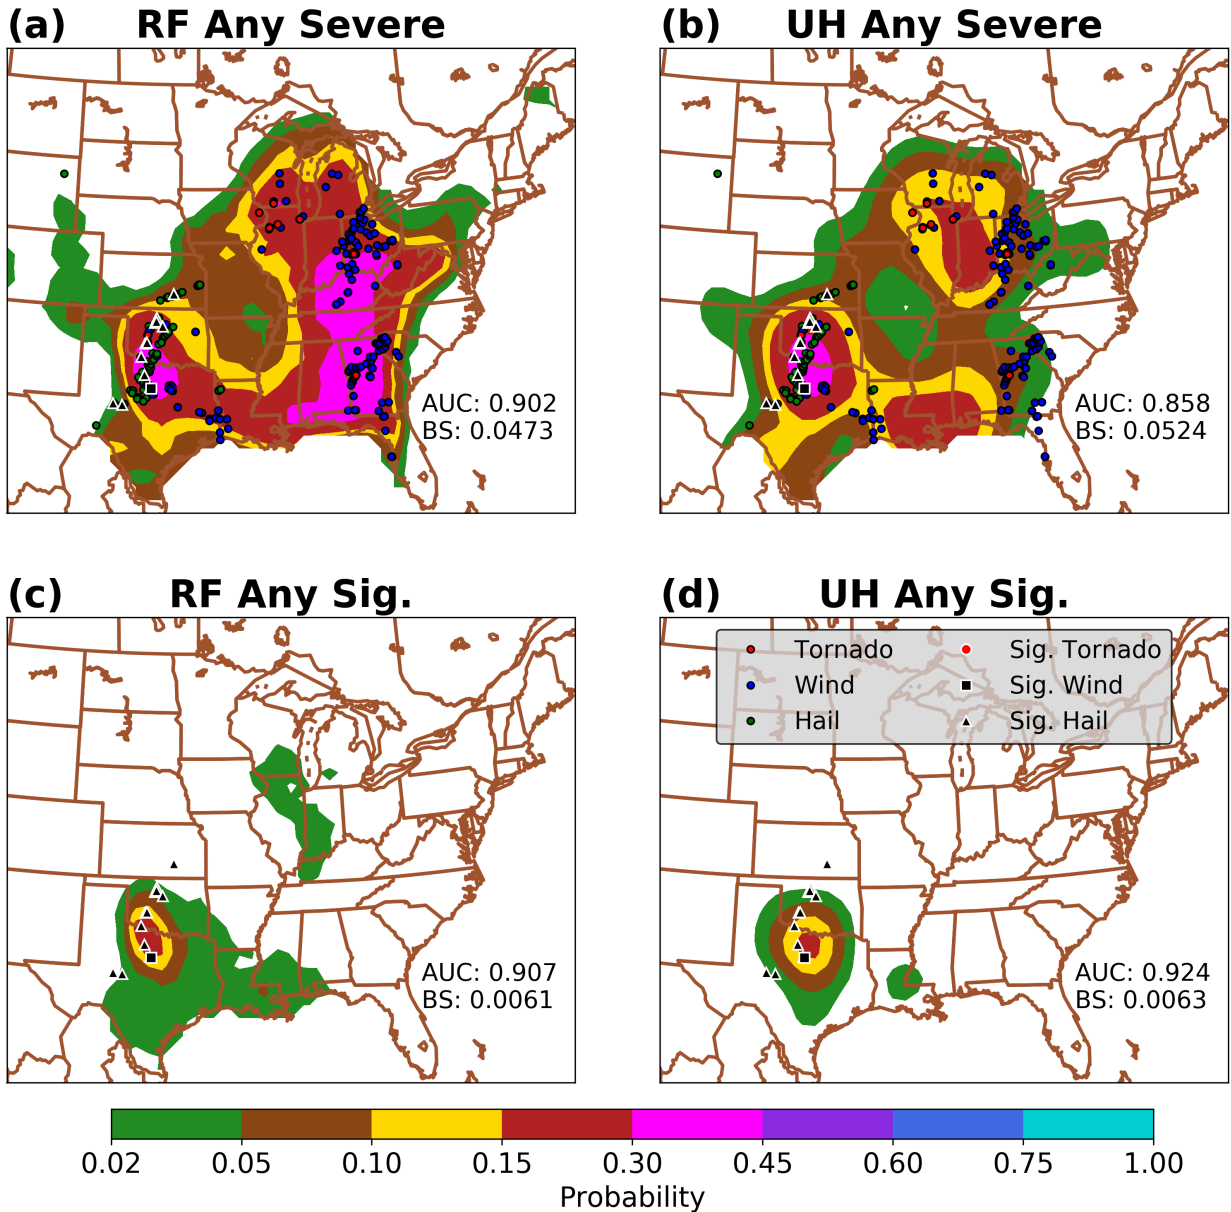 (a) RF Any Severe
(b) UH Any Severe
AUC: 0.902
BS: 0.0473
AUC: 0.858
BS: 0.0524
(c) RF Any Sig.
(d) UH Any Sig.
Tornado
Wind
Hail
Sig. Tornado
Sig. Wind
Sig. Hail
AUC: 0.907
BS: 0.0061
AUC: 0.924
BS: 0.0063
0.02 0.05 0.10 0.15 0.30 0.45 0.60 0.75 1.00
Probability